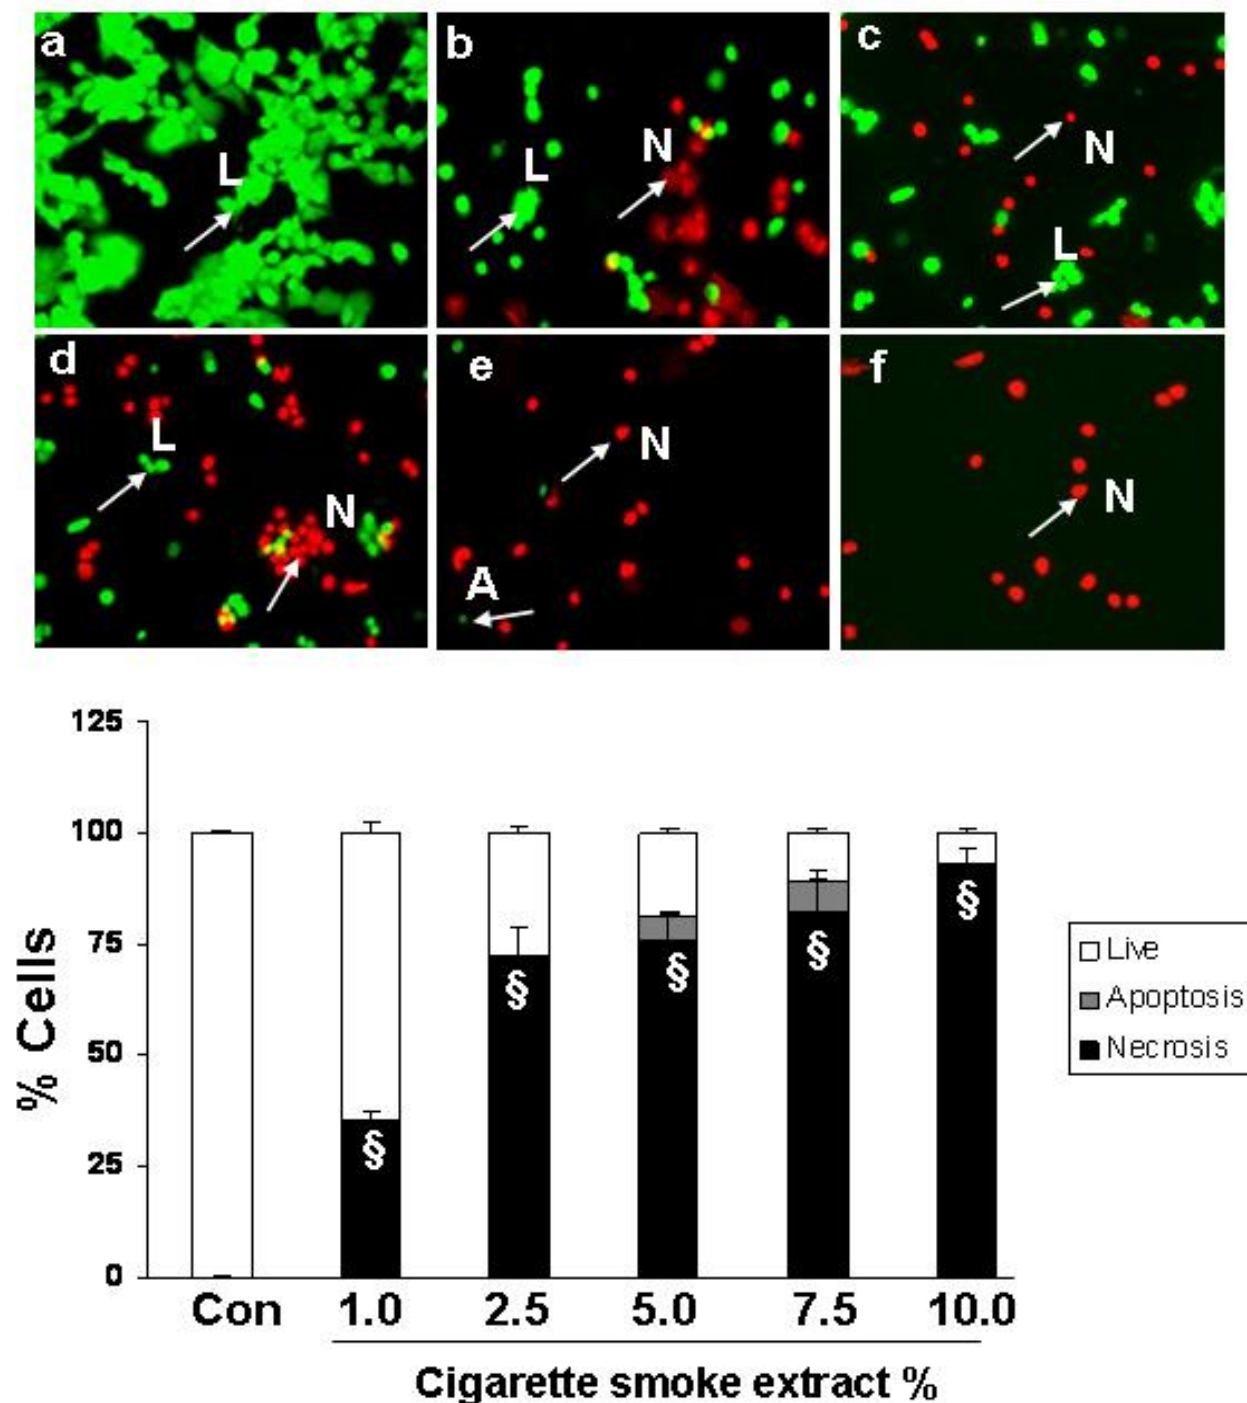 a
b
c
L
L
N
N
L
d
e
f
L
N
N
A
N
125
100
75
50
25
0
% Cells
§
§
§
§
§
Live
Apoptosis
Necrosis
Con 1.0 2.5 5.0 7.5 10.0
Cigarette smoke extract %